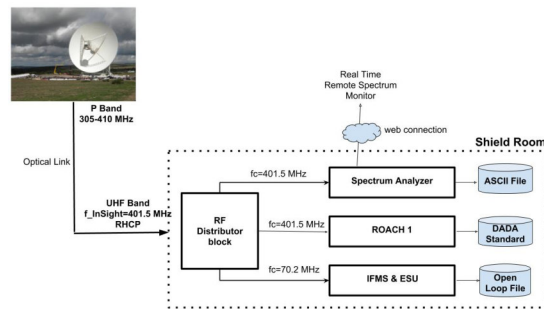 P Band
305-410 MHz
Optical Link
UHF Band
f_InSight=401.5 MHz
RHCP
Real Time
Remote Spectrum
Monitor
web connection
Shield Room
fc=401.5 MHz
Spectrum Analyzer
ASCII File
RF
Distributor
block
fc=401.5 MHz
ROACH 1
DADA
Standard
fc=70.2 MHz
IFMS & ESU
Open
Loop File